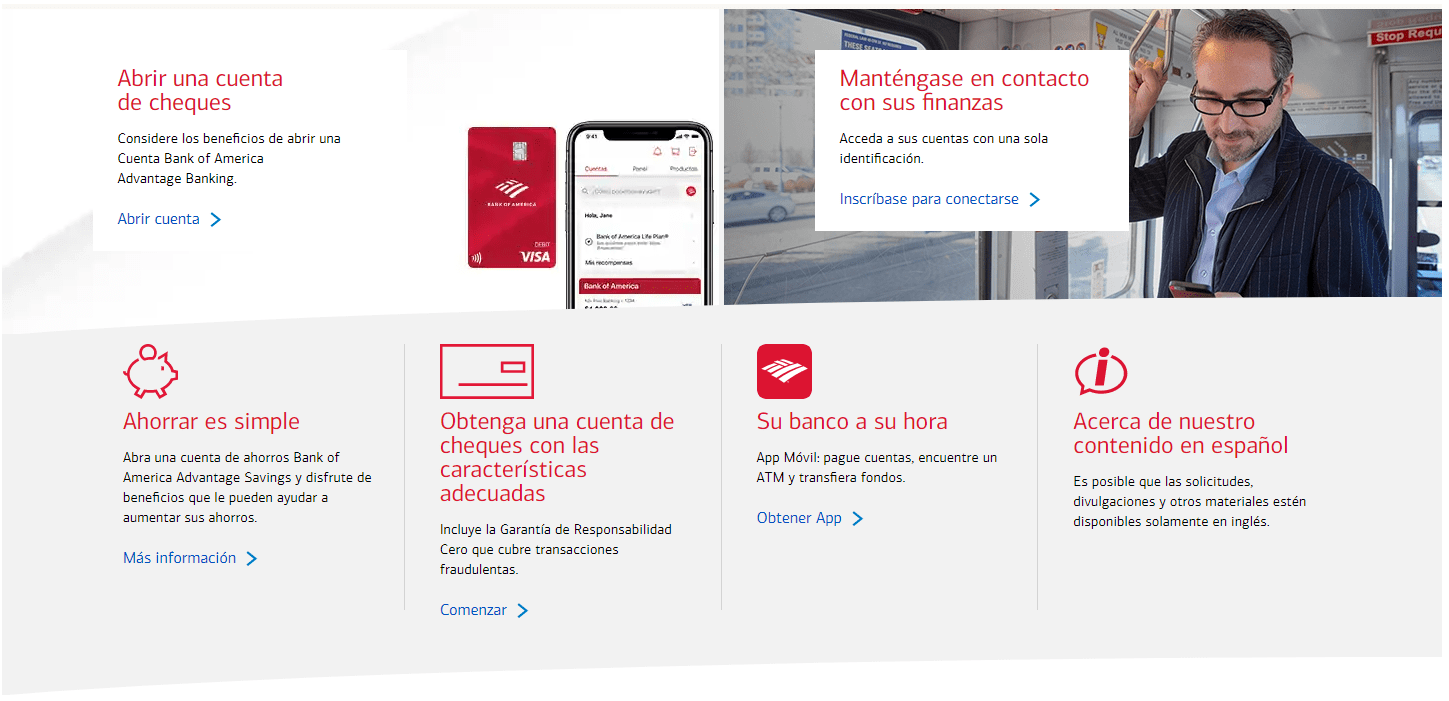 Abrir una cuenta
de cheques
Considere los beneficios de abrir una
Cuenta Bank of America
Advantage Banking.
Abrir cuenta
BANK OF AMERICA
DEBIT
VISA
9:41
Cuentas
Panel
Productos
Hola, Jane
Bank of America Life Plan®
Mis recompensas
Bank of America
THESE SEATS
Stop Requ
Manténgase en contacto
con sus finanzas
Acceda a sus cuentas con una sola
identificación.
Inscríbase para conectarse
Ahorrar es simple
Abra una cuenta de ahorros Bank of
America Advantage Savings y disfrute de
beneficios que le pueden ayudar a
aumentar sus ahorros.
Más información
Obtenga una cuenta de
cheques con las
características
adecuadas
Incluye la Garantía de Responsabilidad
Cero que cubre transacciones
fraudulentas.
Comenzar
Su banco a su hora
App Móvil: pague cuentas, encuentre un
ATM y transfiera fondos.
Obtener App
Acerca de nuestro
contenido en español
Es posible que las solicitudes,
divulgaciones y otros materiales estén
disponibles solamente en inglés.